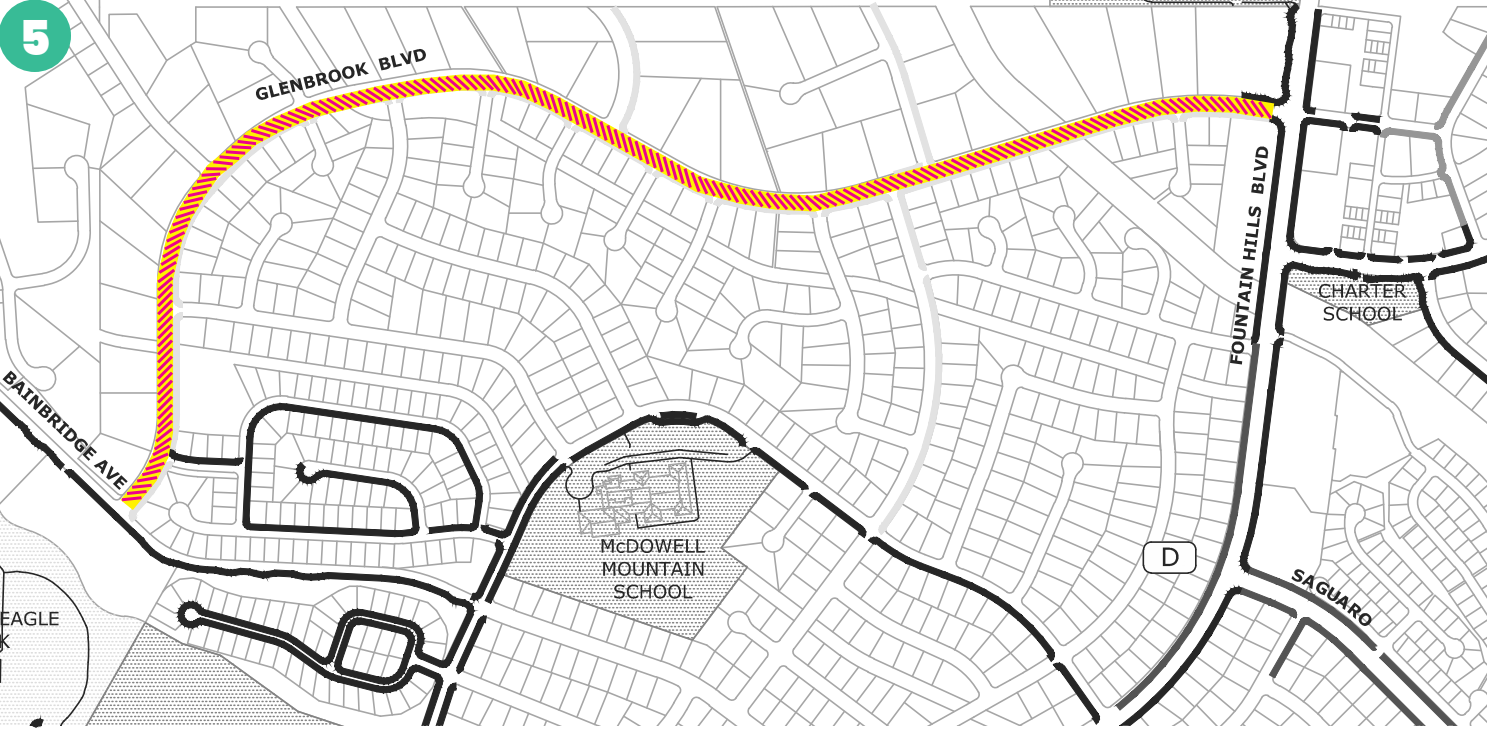 5
GLENBROOK BLVD
FOUNTAIN HILLS BLVD
CHARTER
SCHOOL
BAINBRIDGE AVE
McDOWELL
MOUNTAIN
SCHOOL
D
SAGUARO
EAGLE
K